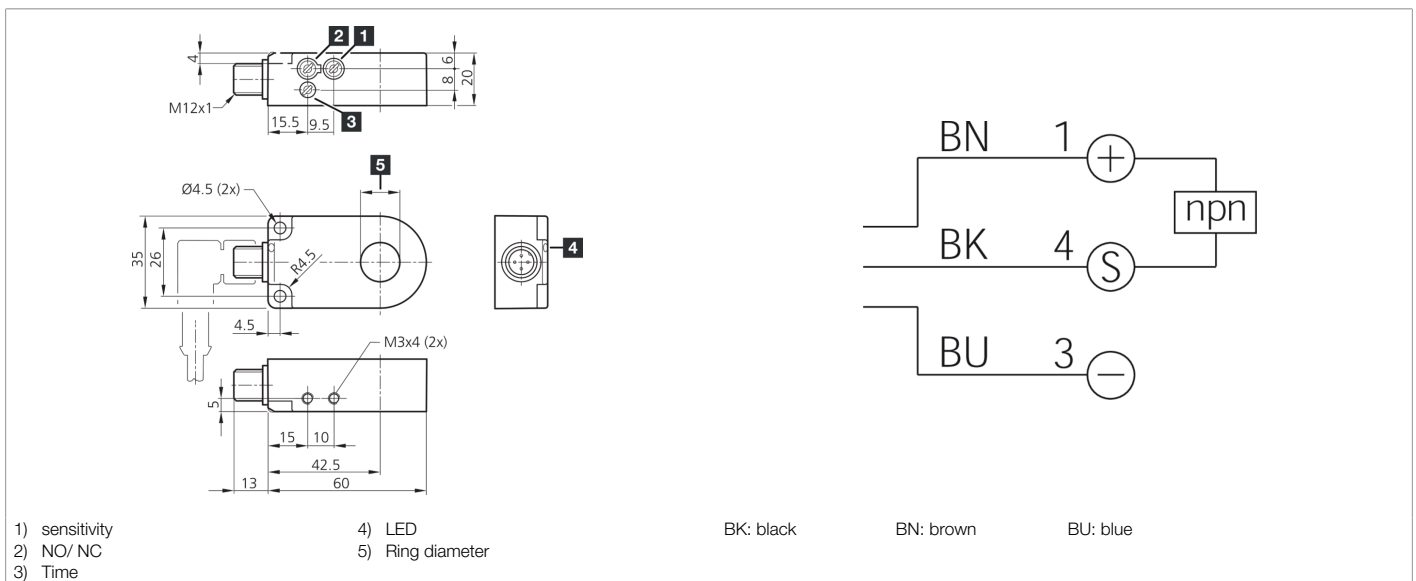 2 1
4
6
20
8
M12x1
15.5 9.5 3
5
Ø4.5 (2x)
35
26
R4.5
4
4.5
M3x4 (2x)
5
15 10
42.5
13 60
BN 1 +
npn
BK 4 S
BU 3 −
1) sensitivity
2) NO/ NC
3) Time
4) LED
5) Ring diameter
BK: black BN: brown BU: blue